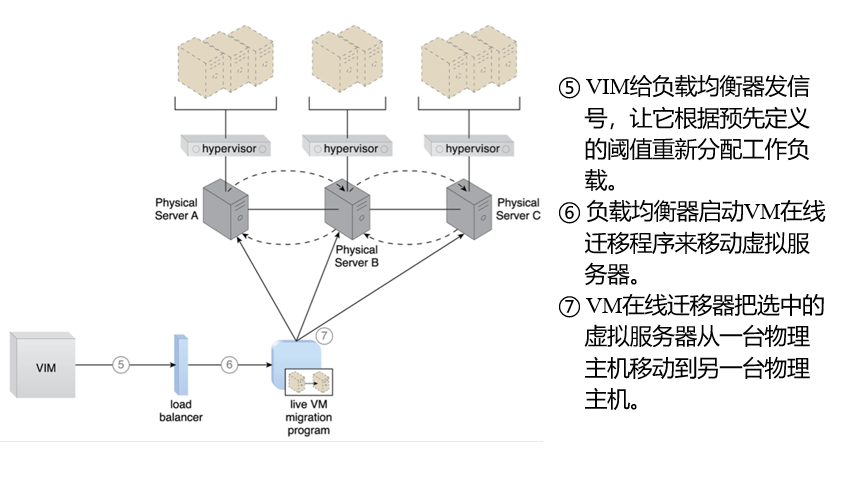 hypervisor
hypervisor
hypervisor
Physical
Server A
Physical
Server B
Physical
Server C
VIM
5
load
balancer
6
7
live VM
migration
program
⑤ VIM给负载均衡器发信
号，让它根据预先定义
的阈值重新分配工作负
载。
⑥ 负载均衡器启动VM在线
迁移程序来移动虚拟服
务器。
⑦ VM在线迁移器把选中的
虚拟服务器从一台物理
主机移动到另一台物理
主机。